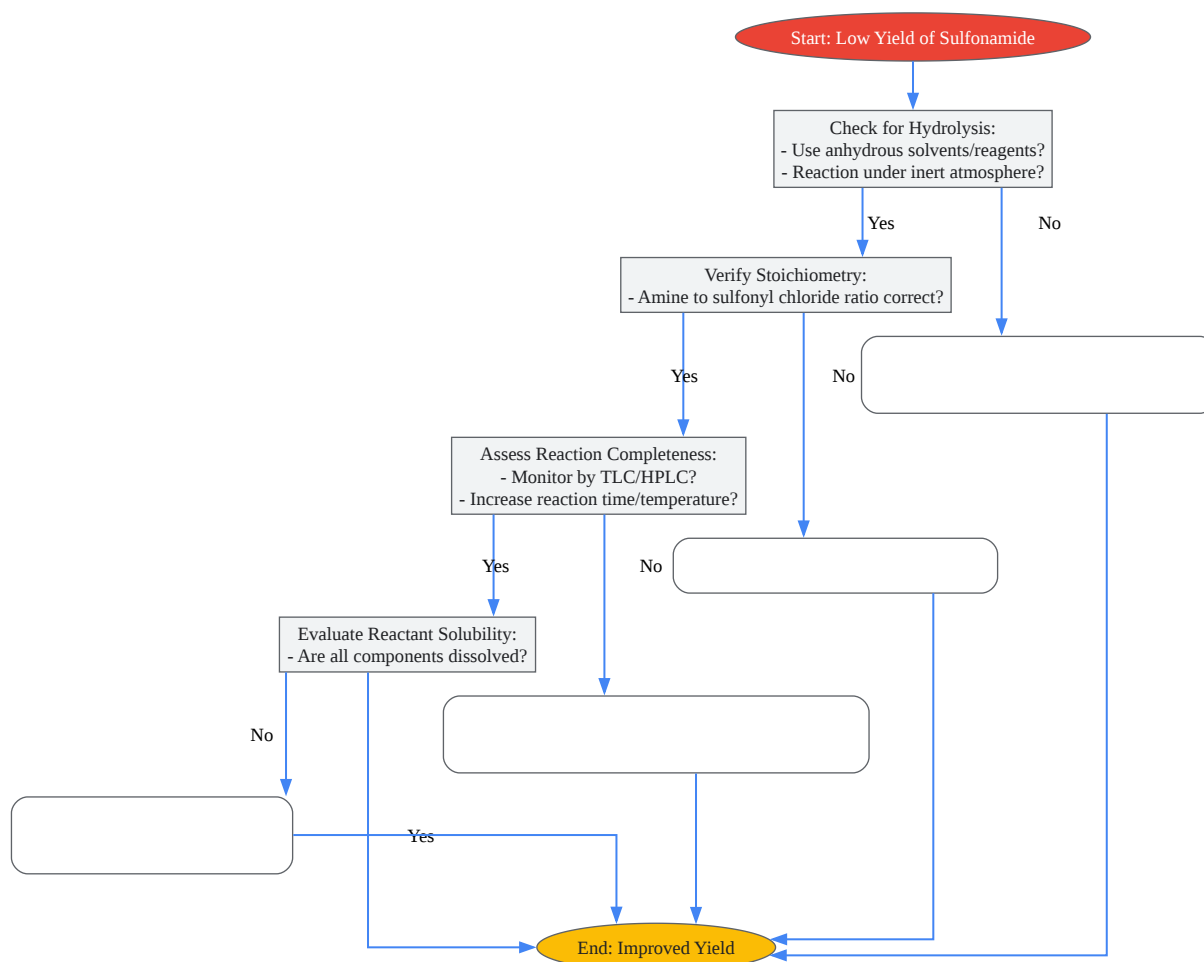 Start: Low Yield of Sulfonamide
Check for Hydrolysis:
- Use anhydrous solvents/reagents?
- Reaction under inert atmosphere?
Yes
No
Verify Stoichiometry:
- Amine to sulfonyl chloride ratio correct?
Yes
No
Assess Reaction Completeness:
- Monitor by TLC/HPLC?
- Increase reaction time/temperature?
Yes
No
Evaluate Reactant Solubility:
- Are all components dissolved?
No
Yes
End: Improved Yield